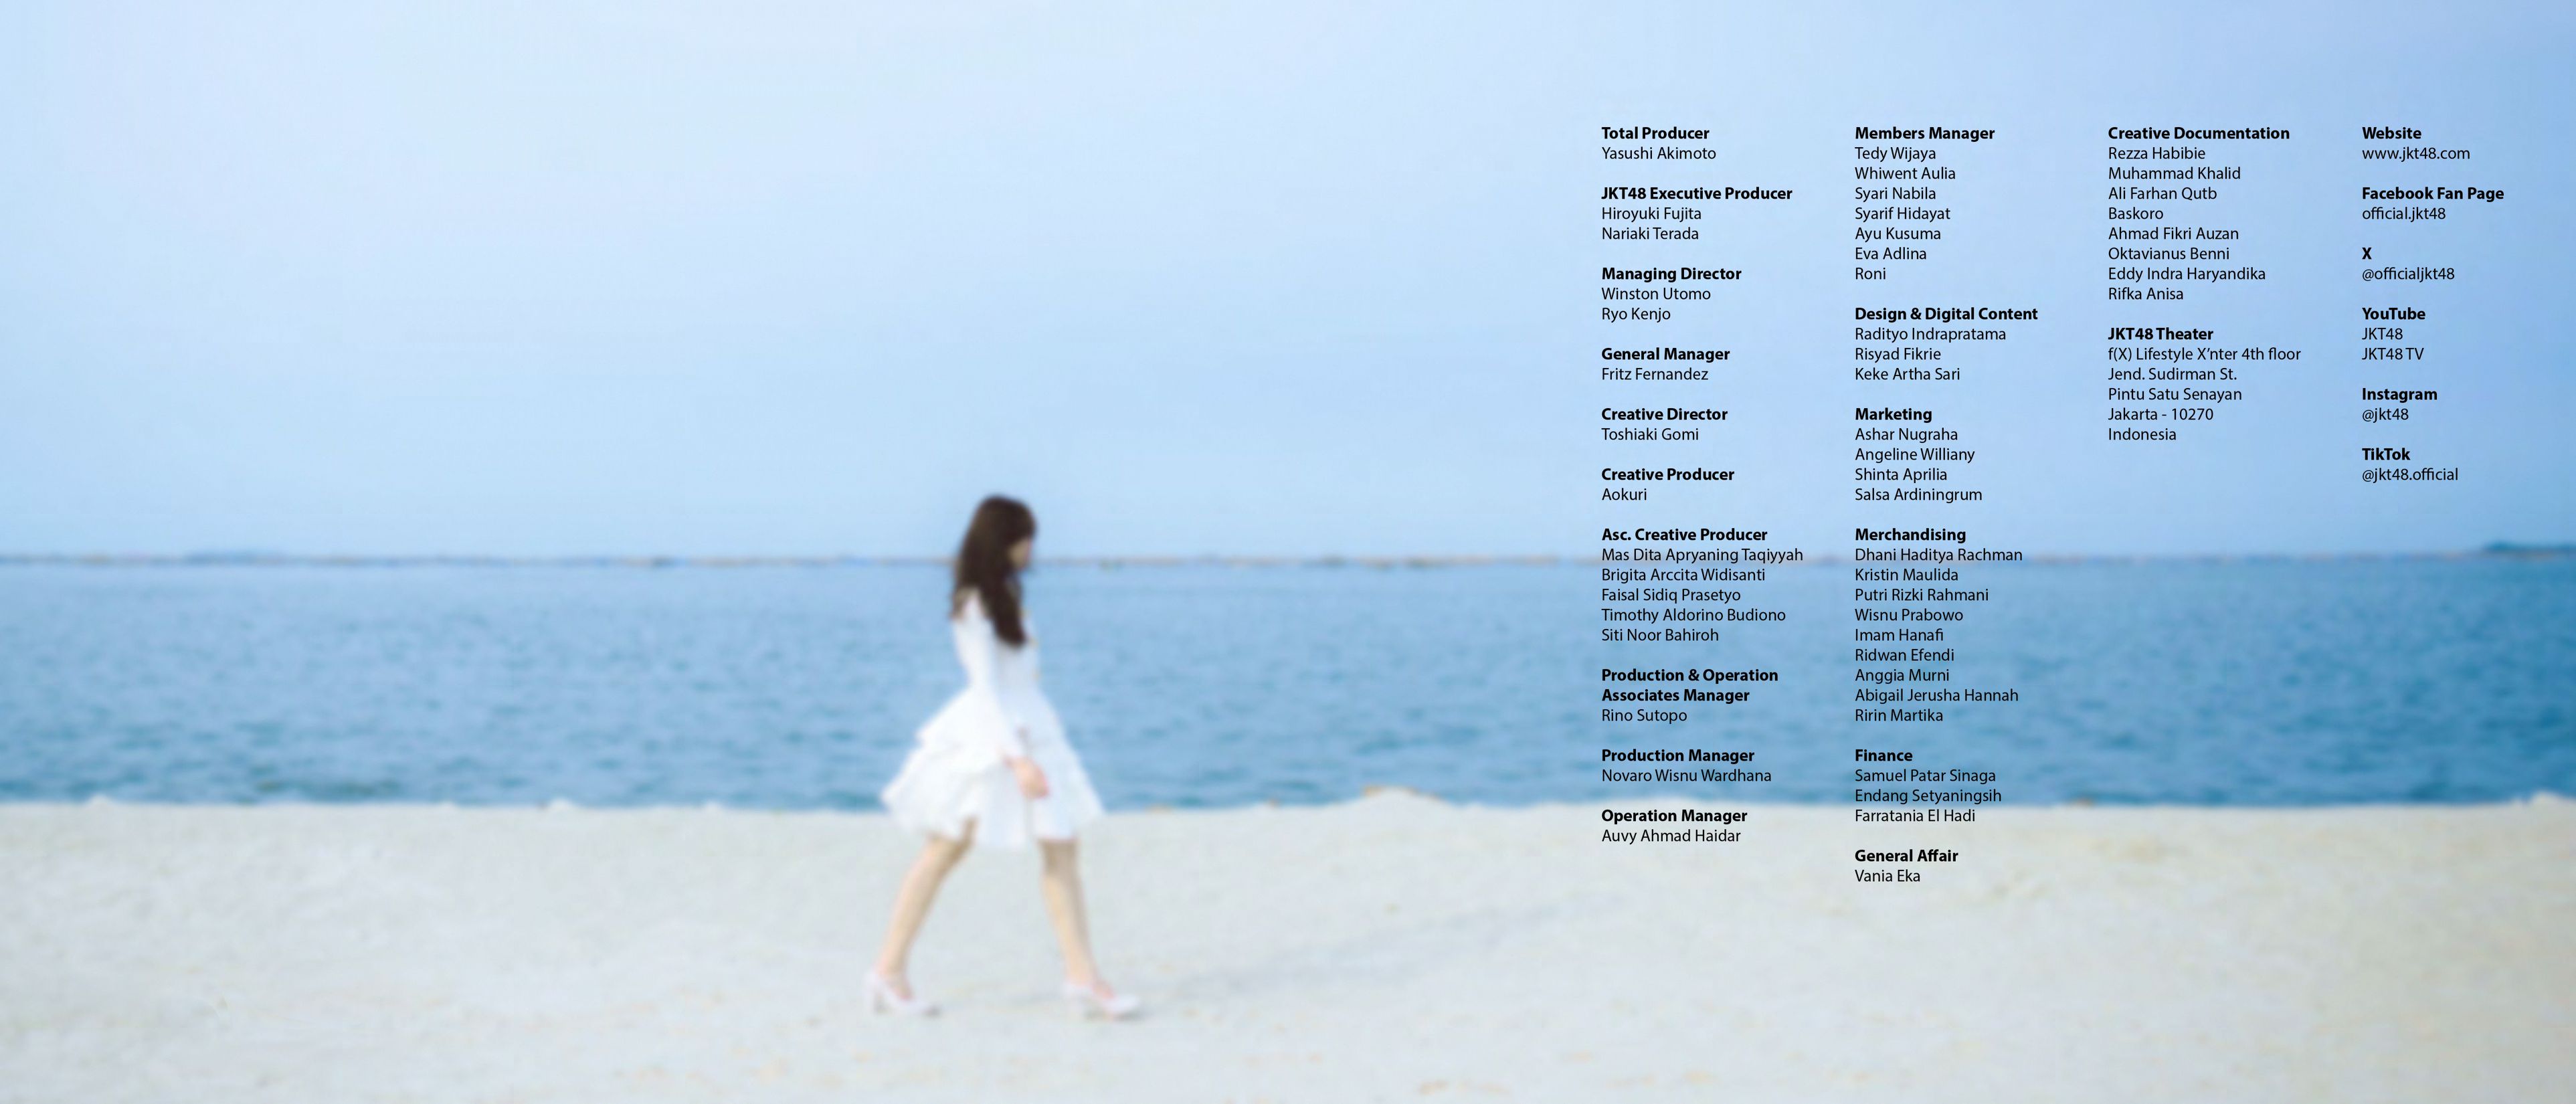 Total Producer
Yasushi Akimoto
JKT48 Executive Producer
Hiroyuki Fujita
Nariaki Terada
Managing Director
Winston Utomo
Ryo Kenjo
General Manager
Fritz Fernandez
Creative Director
Toshiaki Gomi
Creative Producer
Aokuri
Asc. Creative Producer
Mas Dita Apryaning Taqiyyah
Brigita Arccita Widisanti
Faisal Sidiq Prasetyo
Timothy Aldorino Budiono
Siti Noor Bahiroh
Production & Operation
Associates Manager
Rino Sutopo
Production Manager
Novaro Wisnu Wardhana
Operation Manager
Auvy Ahmad Haidar
Members Manager
Tedy Wijaya
Whiwent Aulia
Syari Nabila
Syarif Hidayat
Ayu Kusuma
Eva Adlina
Roni
Design & Digital Content
Radityo Indrapratama
Risyad Fikrie
Keke Artha Sari
Marketing
Ashar Nugraha
Angeline Williany
Shinta Aprilia
Salsa Ardiningrum
Merchandising
Dhani Haditya Rachman
Kristin Maulida
Putri Rizki Rahmani
Wisnu Prabowo
Imam Hanafi
Ridwan Efendi
Anggia Murni
Abigail Jerusha Hannah
Ririn Martika
Finance
Samuel Patar Sinaga
Endang Setyaningsih
Farratania El Hadi
General Affair
Vania Eka
Creative Documentation
Rezza Habibie
Muhammad Khalid
Ali Farhan Qutb
Baskoro
Ahmad Fikri Auzan
Oktavianus Benni
Eddy Indra Haryandika
Rifka Anisa
JKT48 Theater
f(X) Lifestyle X’nter 4th floor
Jend. Sudirman St.
Pintu Satu Senayan
Jakarta - 10270
Indonesia
Website
www.jkt48.com
Facebook Fan Page
official.jkt48
X
@officialjkt48
YouTube
JKT48
JKT48 TV
Instagram
@jkt48
TikTok
@jkt48.official